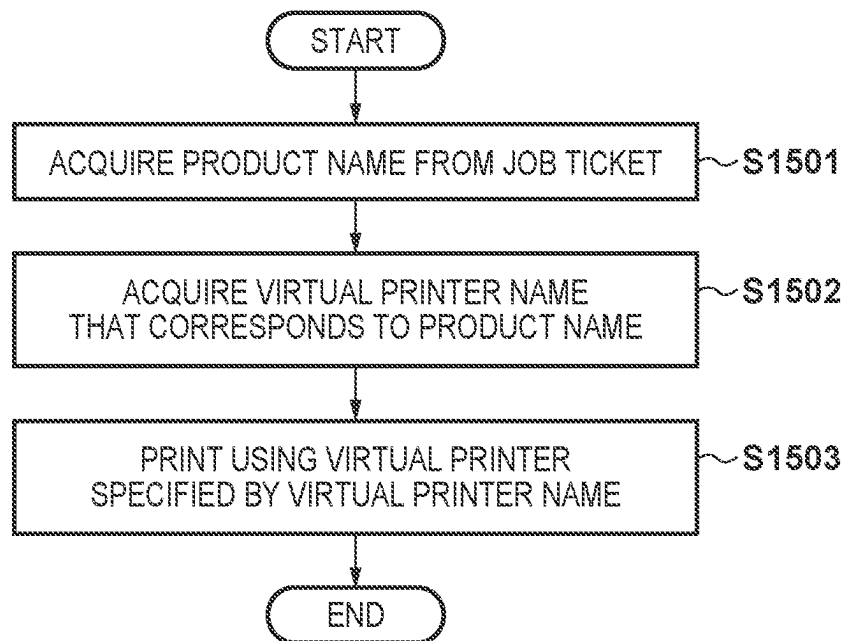 START
ACQUIRE PRODUCT NAME FROM JOB TICKET
S1501
ACQUIRE VIRTUAL PRINTER NAME
THAT CORRESPONDS TO PRODUCT NAME
S1502
PRINT USING VIRTUAL PRINTER
SPECIFIED BY VIRTUAL PRINTER NAME
S1503
END